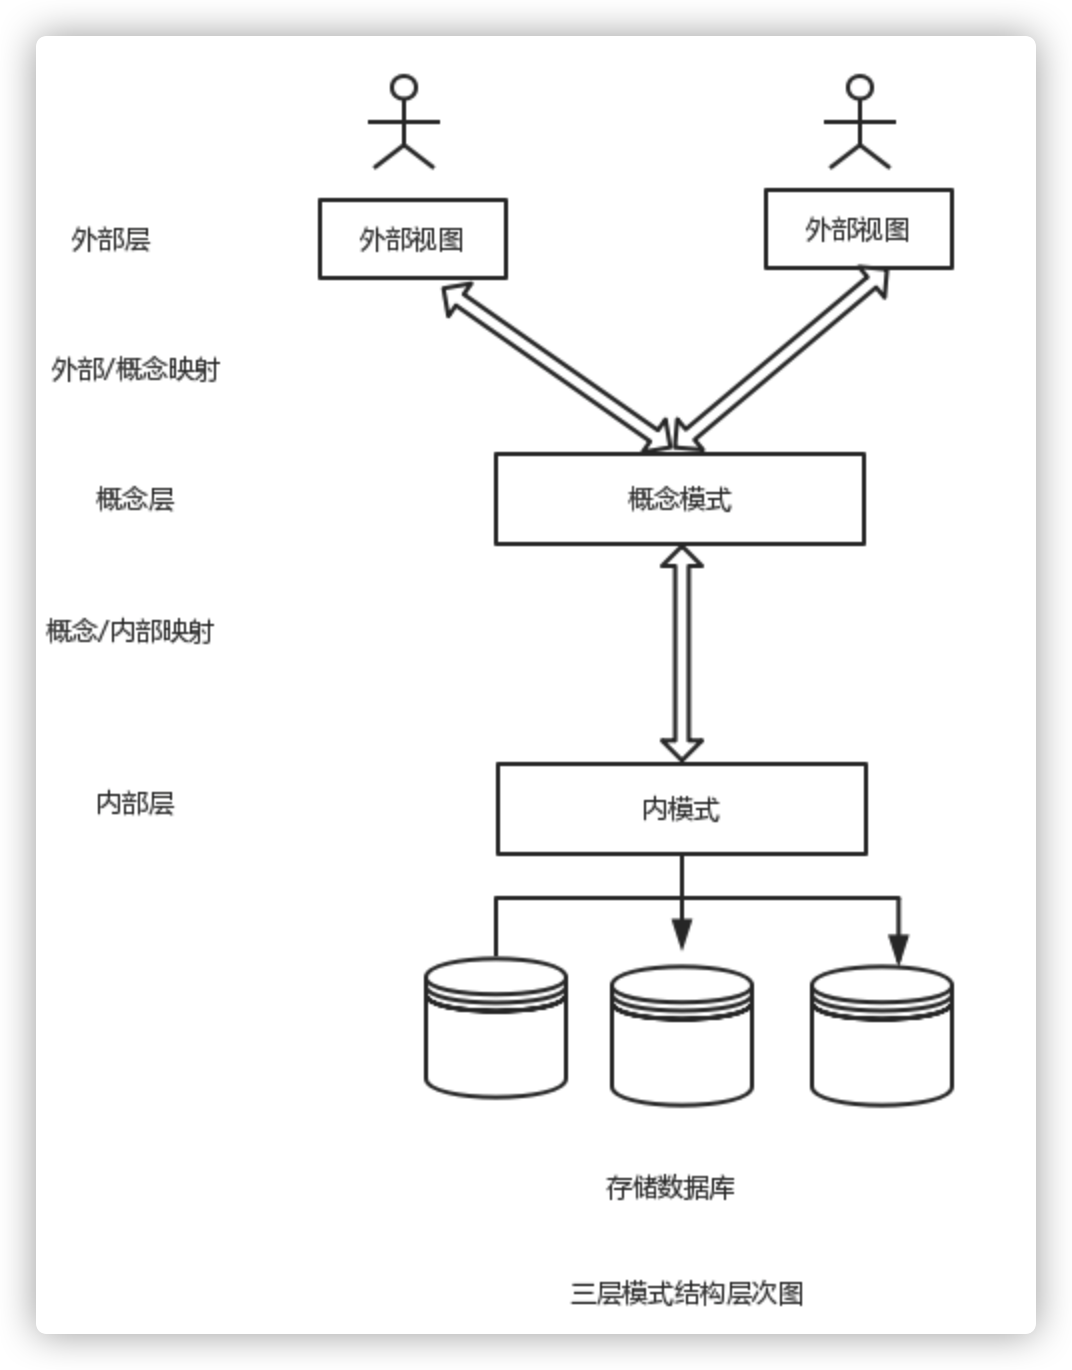 外部层
外部视图
外部视图
外部/概念映射
概念层
概念模式
概念/内部映射
内部层
内模式
存储数据库
三层模式结构层次图